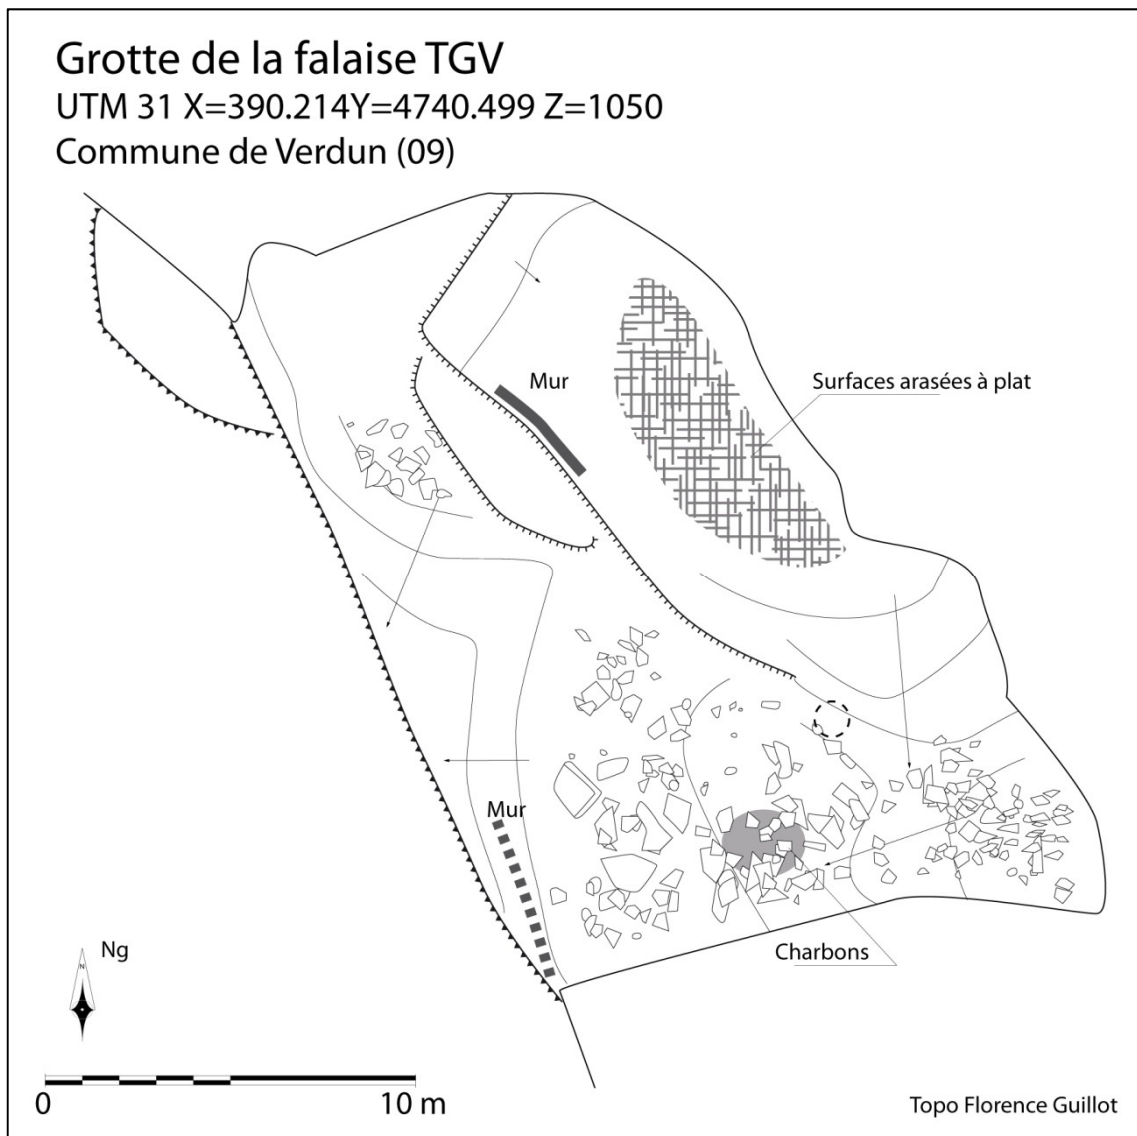 Grotte de la falaise TGV
UTM 31 X=390.214Y=4740.499 Z=1050
Commune de Verdun (09)
Mur
Surfaces arasées à plat
Mur
Charbons
Ng
N
0
10 m
Topo Florence Guillot